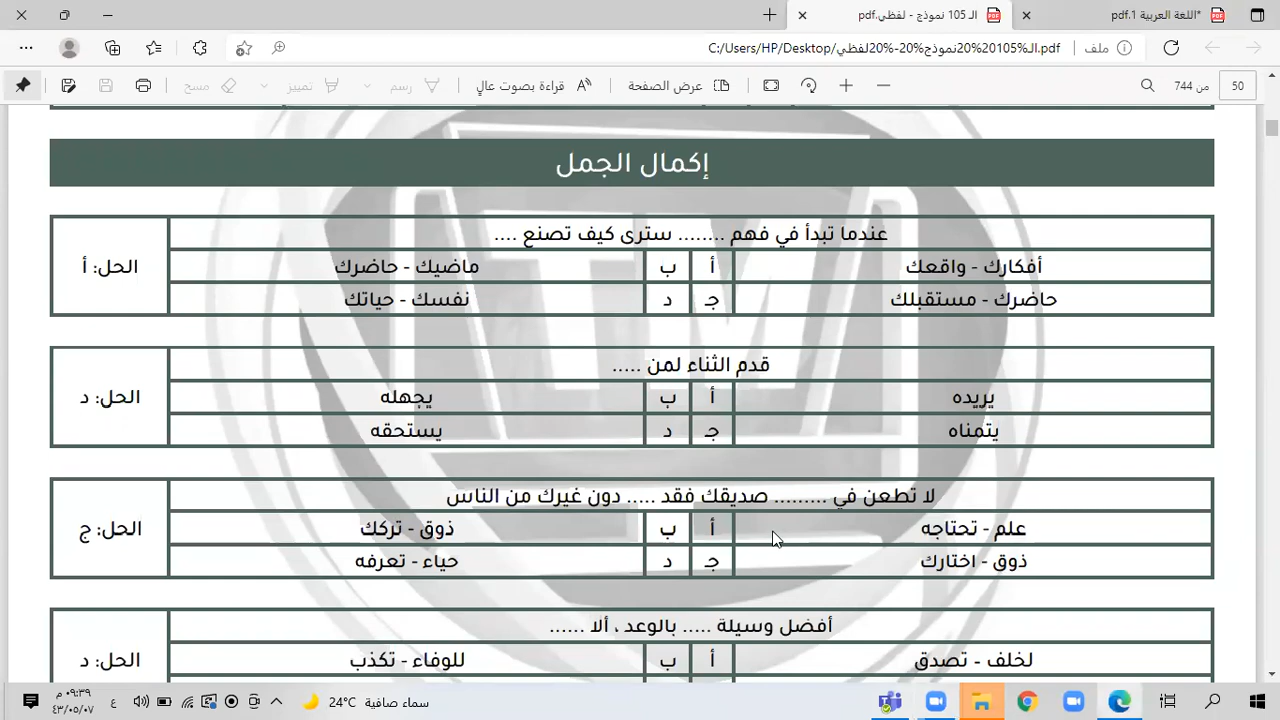 *اللغة العربية 1.pdf
الـ 105 نموذج - لفظي.pdf
ملف
C:/Users/HP/Desktop/الـ%20105%20نموذج%20-%20لفظي.pdf
50
من 744
عرض الصفحة
قراءة بصوت عالٍ
رسم
تمييز
مسح
إكمال الجمل
عندما تبدأ في فهم ........ سترى كيف تصنع ....
أفكارك - واقعك أ ب ماضيك - حاضرك
حاضرك - مستقبلك جـ د نفسك - حياتك
الحل: أ
قدم الثناء لمن .....
يريده أ ب يجهله
يتمناه جـ د يستحقه
الحل: د
لا تطعن في ......... صديقك فقد ..... دون غيرك من الناس
علم - تحتاجه أ ب ذوق - تركك
ذوق - اختارك جـ د حياء - تعرفه
الحل: ج
أفضل وسيلة ..... بالوعد ، ألا ......
لخلف - تصدق أ ب للوفاء - تكذب
الحل: د
TM
24°C سماء صافية
ع
٠٩:٣٩ م
٤٣/٠٥/٠٧